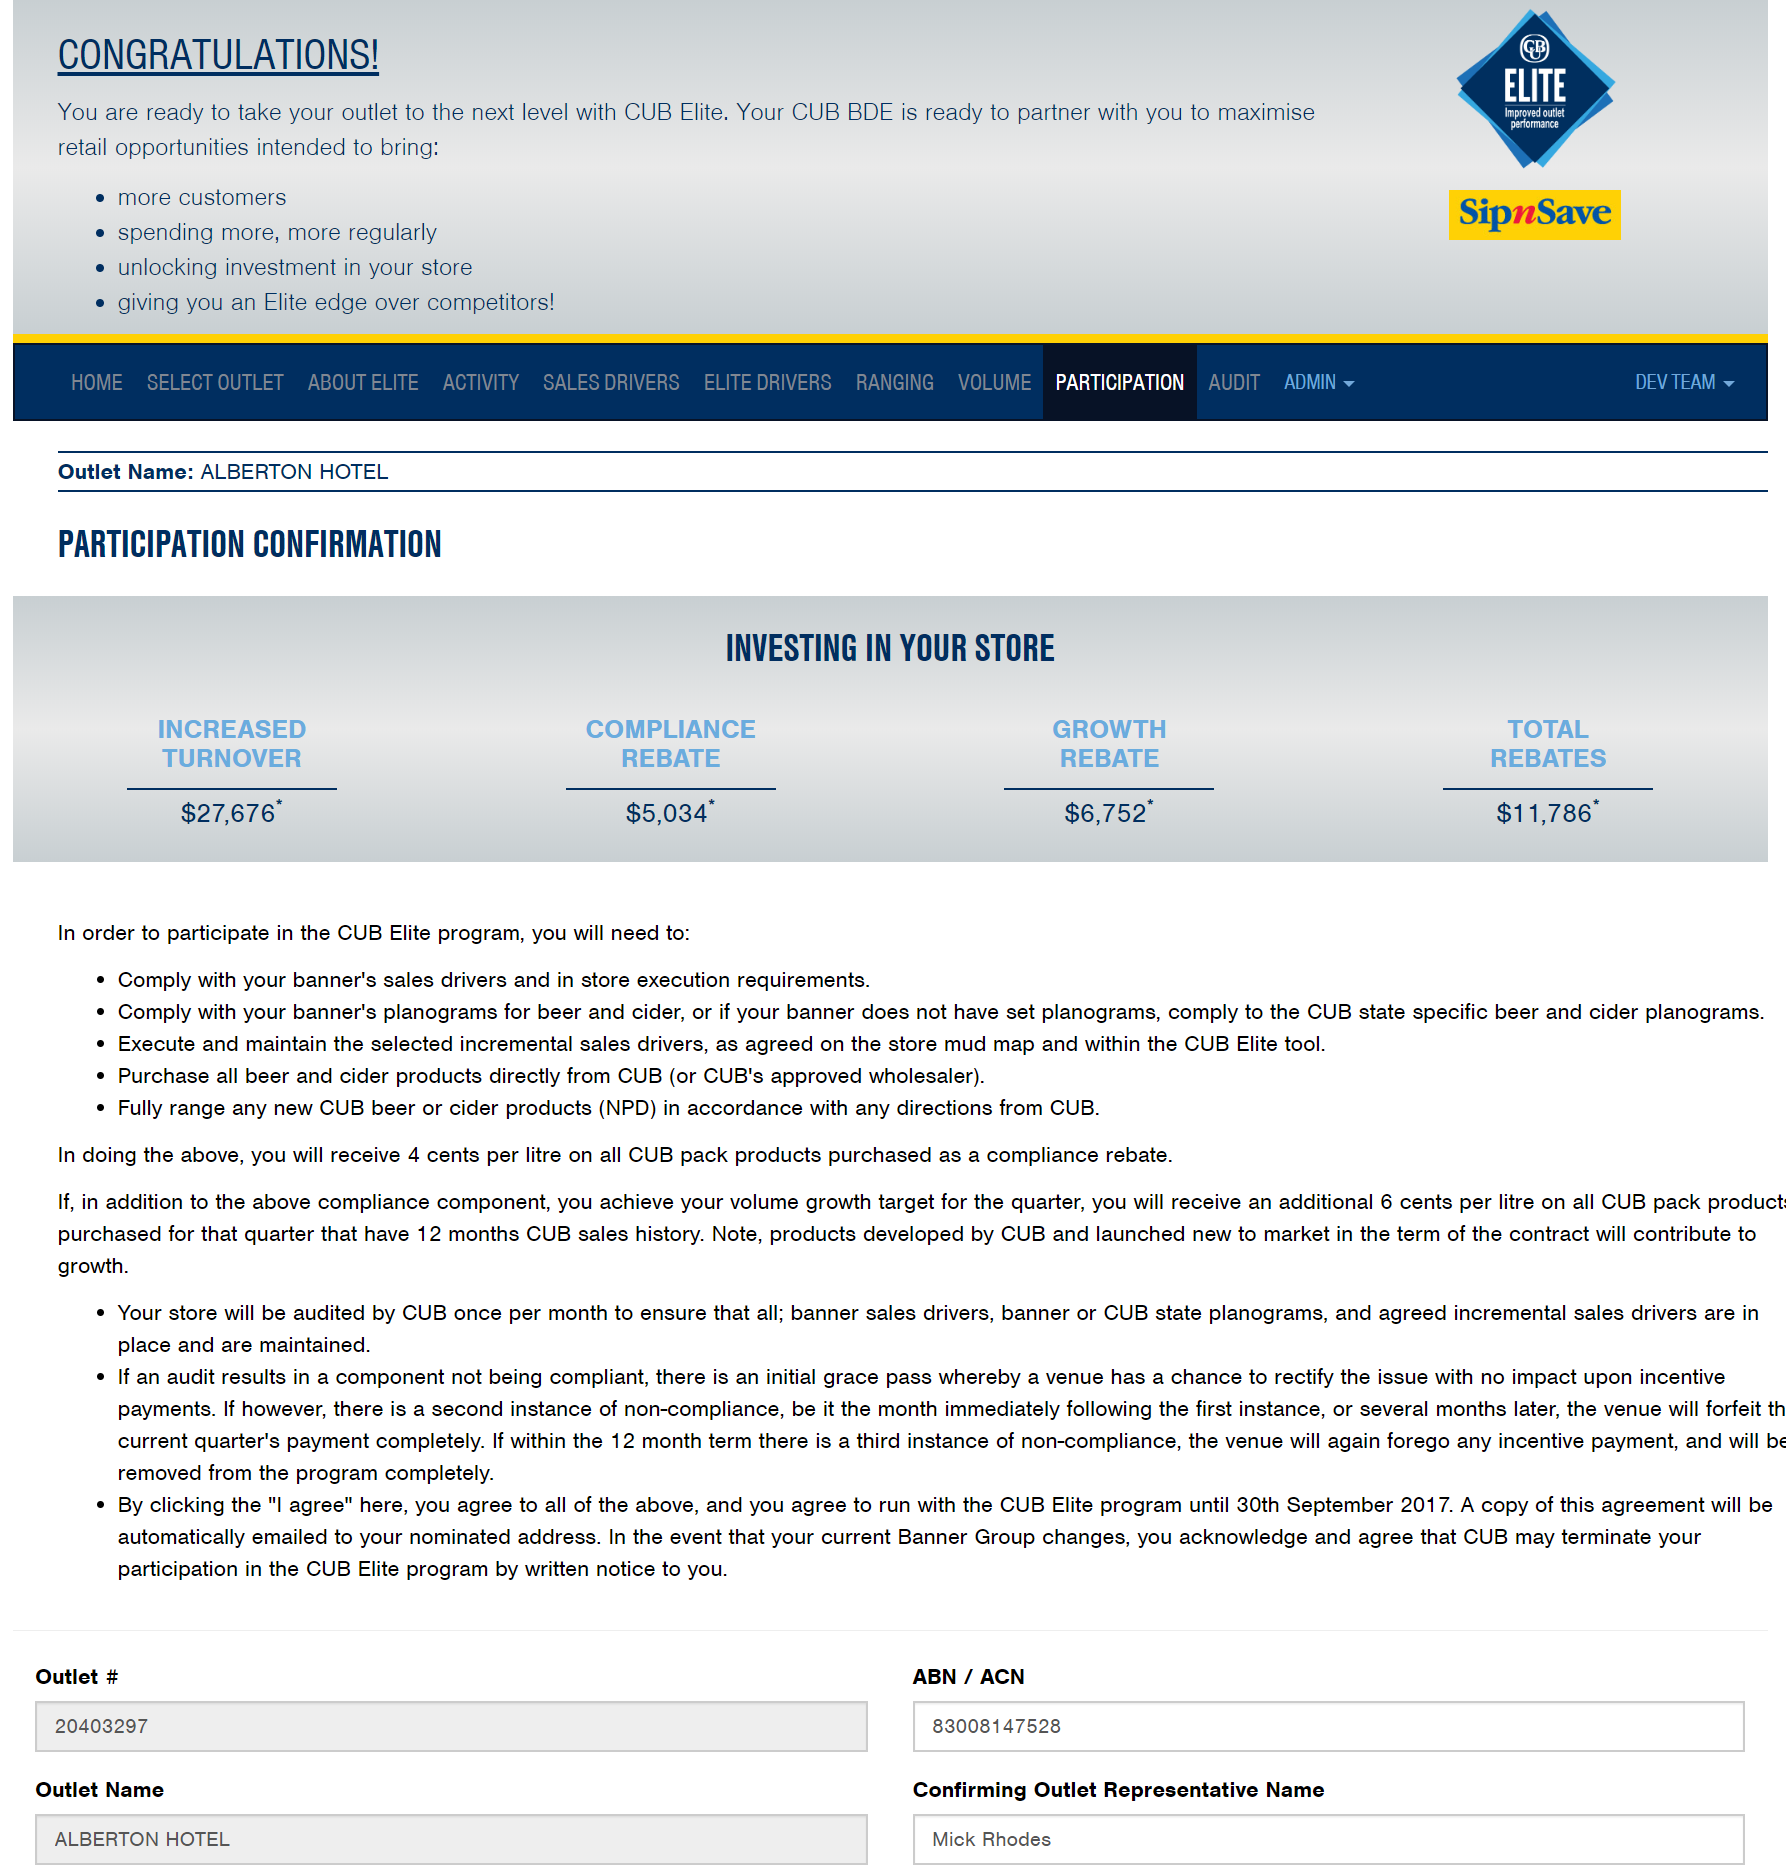 CONGRATULATIONS!
You are ready to take your outlet to the next level with CUB Elite. Your CUB BDE is ready to partner with you to maximise
retail opportunities intended to bring:
more customers
spending more, more regularly
unlocking investment in your store
giving you an Elite edge over competitors!
CUB
ELITE
Improved outlet
performance
SipnSave
HOME SELECT OUTLET ABOUT ELITE ACTIVITY SALES DRIVERS ELITE DRIVERS RANGING VOLUME PARTICIPATION AUDIT ADMIN DEV TEAM
Outlet Name: ALBERTON HOTEL
PARTICIPATION CONFIRMATION
INVESTING IN YOUR STORE
INCREASED
TURNOVER
$27,676*
COMPLIANCE
REBATE
$5,034*
GROWTH
REBATE
$6,752*
TOTAL
REBATES
$11,786*
In order to participate in the CUB Elite program, you will need to:
Comply with your banner's sales drivers and in store execution requirements.
Comply with your banner's planograms for beer and cider, or if your banner does not have set planograms, comply to the CUB state specific beer and cider planograms.
Execute and maintain the selected incremental sales drivers, as agreed on the store mud map and within the CUB Elite tool.
Purchase all beer and cider products directly from CUB (or CUB's approved wholesaler).
Fully range any new CUB beer or cider products (NPD) in accordance with any directions from CUB.
In doing the above, you will receive 4 cents per litre on all CUB pack products purchased as a compliance rebate.
If, in addition to the above compliance component, you achieve your volume growth target for the quarter, you will receive an additional 6 cents per litre on all CUB pack products
purchased for that quarter that have 12 months CUB sales history. Note, products developed by CUB and launched new to market in the term of the contract will contribute to
growth.
Your store will be audited by CUB once per month to ensure that all; banner sales drivers, banner or CUB state planograms, and agreed incremental sales drivers are in
place and are maintained.
If an audit results in a component not being compliant, there is an initial grace pass whereby a venue has a chance to rectify the issue with no impact upon incentive
payments. If however, there is a second instance of non-compliance, be it the month immediately following the first instance, or several months later, the venue will forfeit th
current quarter's payment completely. If within the 12 month term there is a third instance of non-compliance, the venue will again forego any incentive payment, and will be
removed from the program completely.
By clicking the "I agree" here, you agree to all of the above, and you agree to run with the CUB Elite program until 30th September 2017. A copy of this agreement will be
automatically emailed to your nominated address. In the event that your current Banner Group changes, you acknowledge and agree that CUB may terminate your
participation in the CUB Elite program by written notice to you.
Outlet # ABN / ACN
20403297 83008147528
Outlet Name Confirming Outlet Representative Name
ALBERTON HOTEL Mick Rhodes